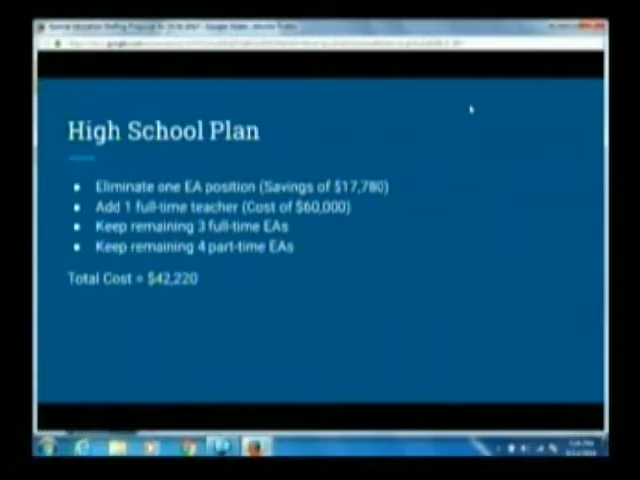 High School Plan
Eliminate one EA position (Savings of $17,780)
Add 1 full-time teacher (Cost of $60,000)
Keep remaining 3 full-time EAs
Keep remaining 4 part-time EAs
Total Cost = $42,220